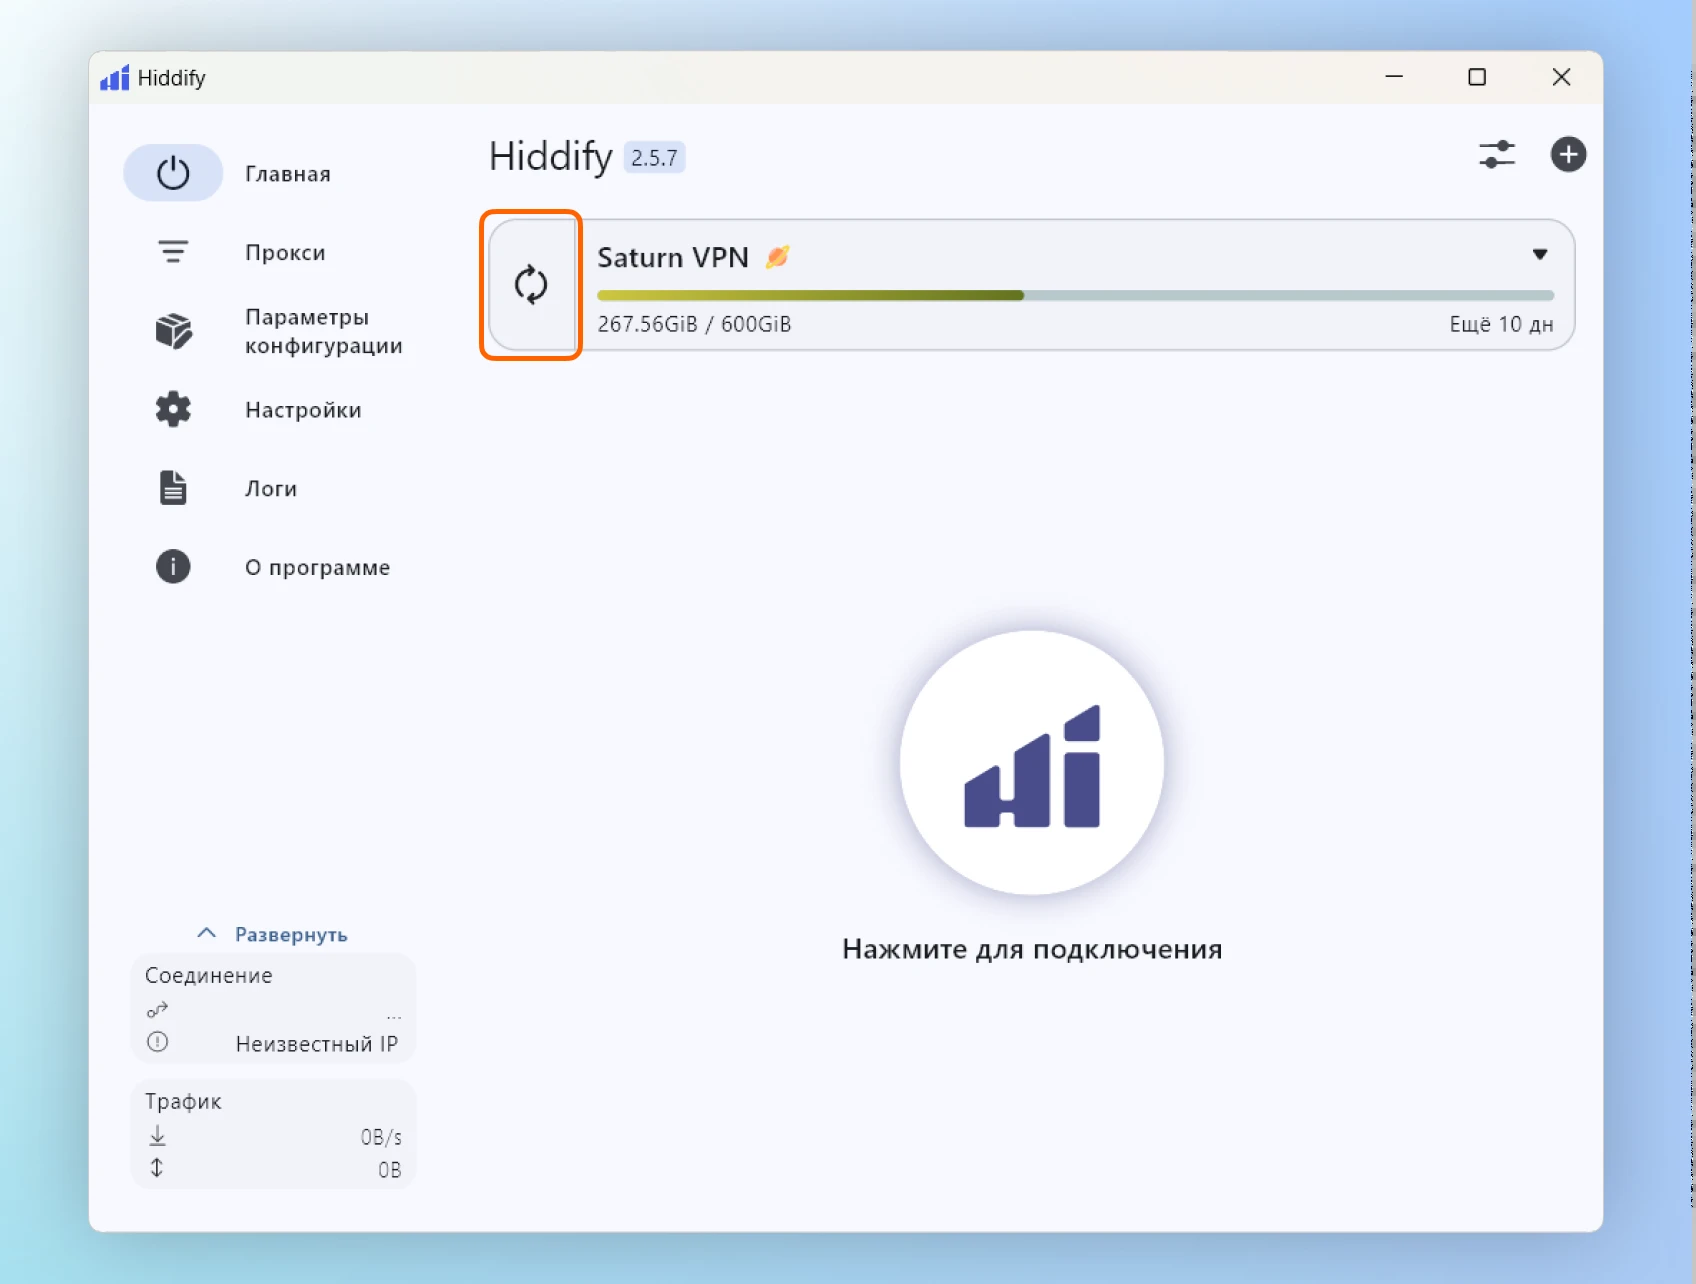 Hiddify
Главная
Прокси
Параметры
конфигурации
Настройки
Логи
О программе
Развернуть
Соединение
...
Неизвестный IP
Трафик
0B/s
0B
Hiddify 2.5.7
Saturn VPN 🪐
267.56GiB / 600GiB
Ещё 10 дн
Нажмите для подключения